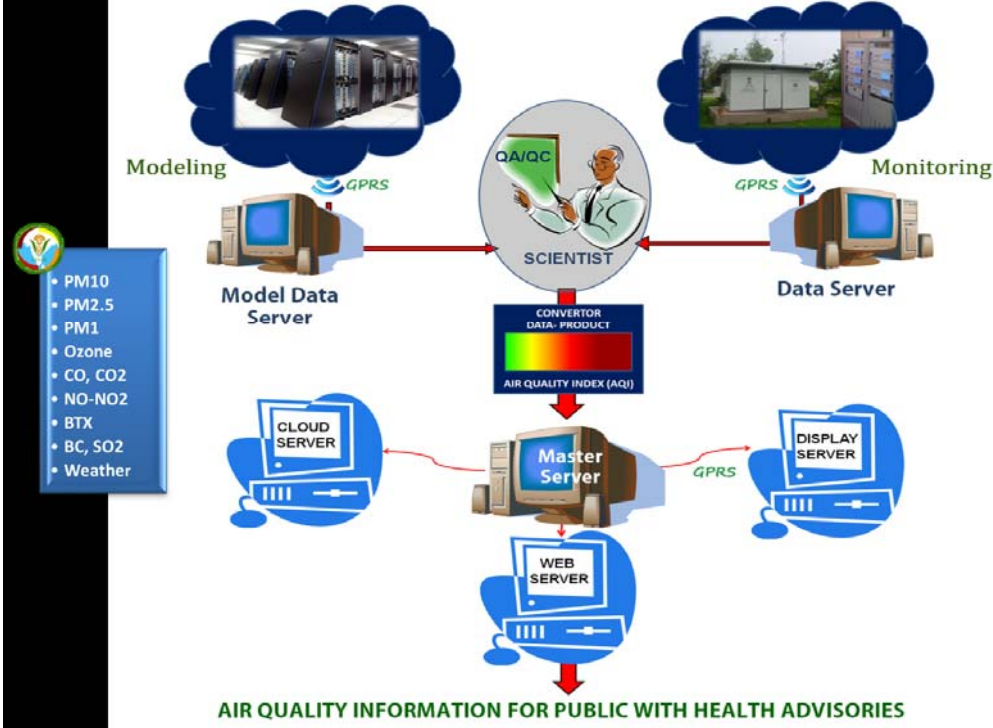 Modeling
GPRS
QA/QC
SCIENTIST
GPRS
Monitoring
Model Data
Server
Data Server
• PM10
• PM2.5
• PM1
• Ozone
• CO, CO2
• NO-NO2
• BTX
• BC, SO2
• Weather
CONVERTOR
DATA- PRODUCT
AIR QUALITY INDEX (AQI)
CLOUD
SERVER
Master
Server
GPRS
DISPLAY
SERVER
WEB
SERVER
AIR QUALITY INFORMATION FOR PUBLIC WITH HEALTH ADVISORIES